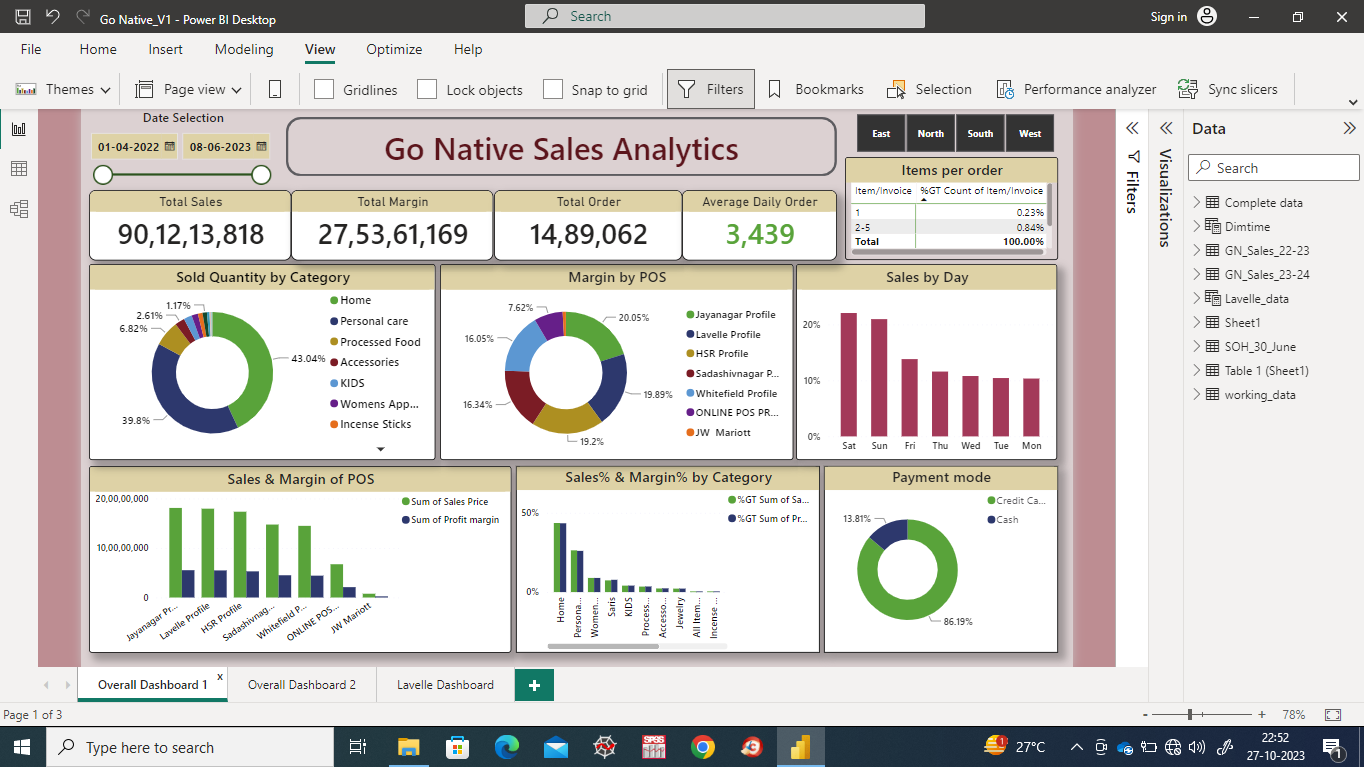 Go Native_V1 - Power BI Desktop
Search
Sign in
File Home Insert Modeling View Optimize Help
Themes Page view Gridlines Lock objects Snap to grid Filters Bookmarks Selection Performance analyzer Sync slicers
Date Selection
01-04-2022 08-06-2023
Go Native Sales Analytics
East North South West
Items per order
Item/Invoice %GT Count of Item/Invoice
1 0.23%
2-5 0.84%
Total 100.00%
Total Sales
90,12,13,818
Total Margin
27,53,61,169
Total Order
14,89,062
Average Daily Order
3,439
Sold Quantity by Category
1.17%
2.61%
6.82%
39.8%
43.04%
Home
Personal care
Processed Food
Accessories
KIDS
Womens App...
Incense Sticks
Margin by POS
7.62%
20.05%
16.05%
16.34%
19.89%
19.2%
Jayanagar Profile
Lavelle Profile
HSR Profile
Sadashivnagar P...
Whitefield Profile
ONLINE POS PR...
JW Mariott
Sales by Day
20%
10%
0%
Sat Sun Fri Thu Wed Tue Mon
Sales & Margin of POS
20,00,00,000
10,00,00,000
0
Sum of Sales Price
Sum of Profit margin
Jayanagar Pr...
Lavelle Profile
HSR Profile
Sadashivnag...
Whitefield P...
ONLINE POS...
JW Mariott
Sales% & Margin% by Category
50%
0%
%GT Sum of Sa...
%GT Sum of Pr...
Home
Persona...
Women...
Saris
KIDS
Process...
Accesso...
Jewelry
All Item...
Incense ...
Payment mode
Credit Ca...
Cash
13.81%
86.19%
Filters
Visualizations
Data
Search
Complete data
Dimtime
GN_Sales_22-23
GN_Sales_23-24
Lavelle_data
Sheet1
SOH_30_June
Table 1 (Sheet1)
working_data
Overall Dashboard 1 x Overall Dashboard 2 Lavelle Dashboard +
Page 1 of 3
- + 78%
Type here to search
SPSS
1
27°C
22:52
27-10-2023
1